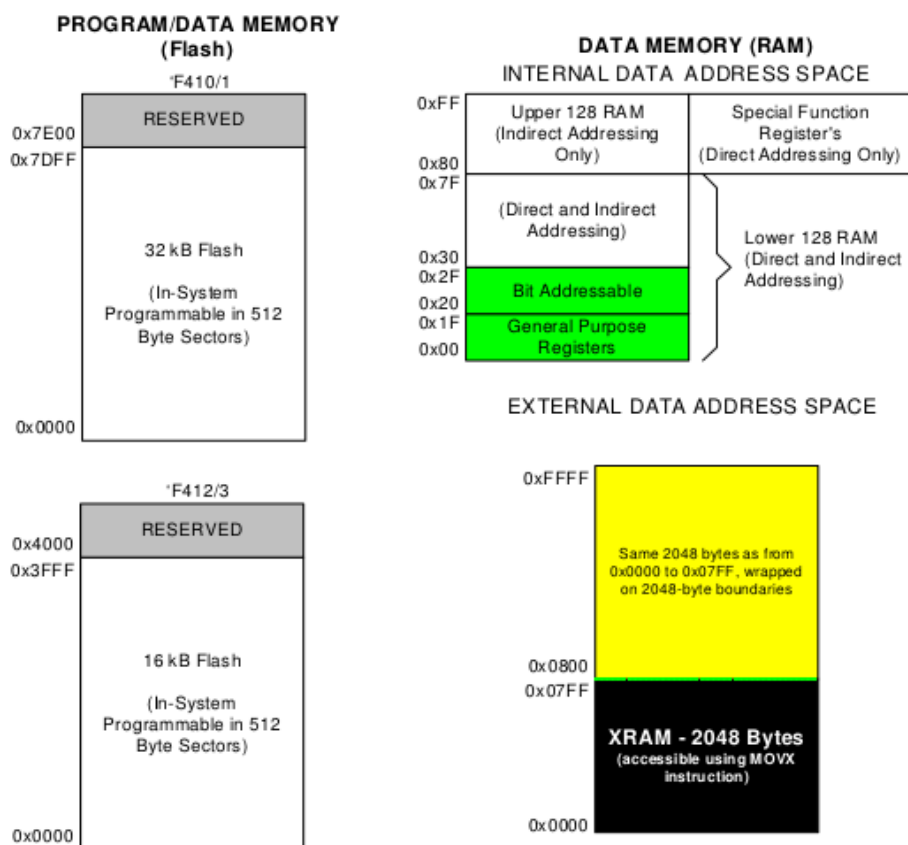 PROGRAM/DATA MEMORY
(Flash)
'F410/1
RESERVED
0x7E00
0x7DFF
32 kB Flash
(In-System
Programmable in 512
Byte Sectors)
0x0000
'F412/3
RESERVED
0x4000
0x3FFF
16 kB Flash
(In-System
Programmable in 512
Byte Sectors)
0x0000
DATA MEMORY (RAM)
INTERNAL DATA ADDRESS SPACE
0xFF
Upper 128 RAM
(Indirect Addressing
Only)
Special Function
Register's
(Direct Addressing Only)
0x80
0x7F
(Direct and Indirect
Addressing)
Lower 128 RAM
(Direct and Indirect
Addressing)
0x30
0x2F
Bit Addressable
0x20
0x1F
General Purpose
Registers
0x00
EXTERNAL DATA ADDRESS SPACE
0xFFFF
Same 2048 bytes as from
0x0000 to 0x07FF, wrapped
on 2048-byte boundaries
0x0800
0x07FF
XRAM - 2048 Bytes
(accessible using MOVX
instruction)
0x0000